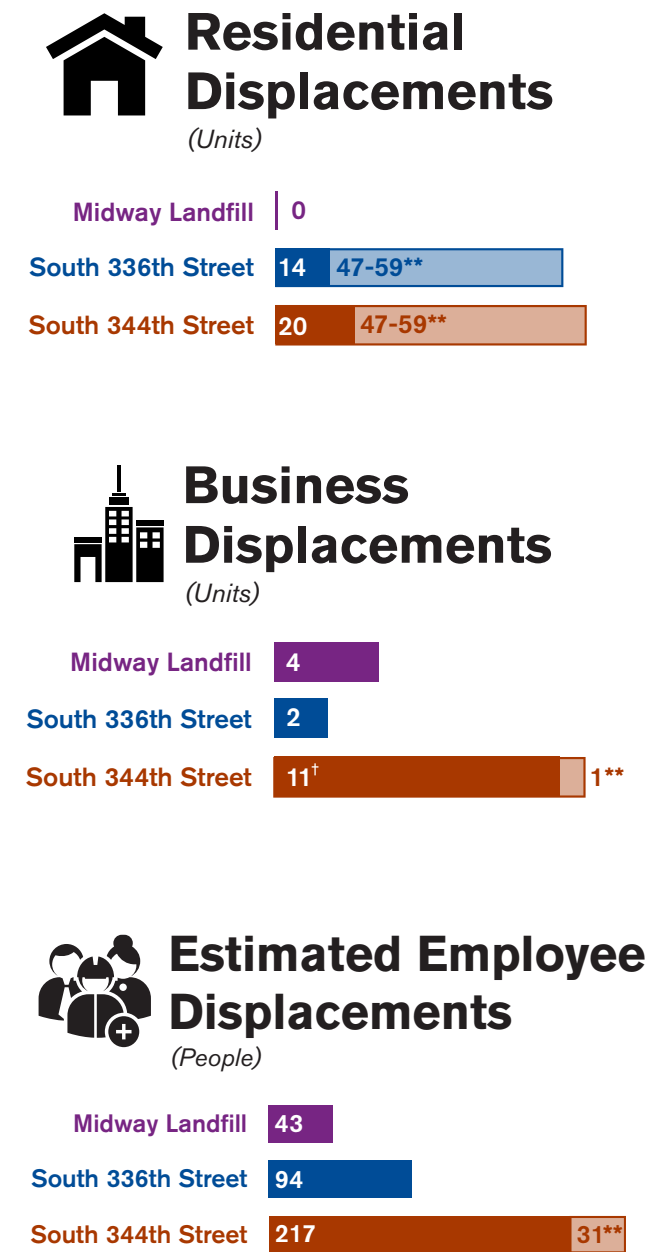 Residential
Displacements
(Units)
Midway Landfill 0
South 336th Street 14 47-59**
South 344th Street 20 47-59**
Business
Displacements
(Units)
Midway Landfill 4
South 336th Street 2
South 344th Street 11† 1**
Estimated Employee
Displacements
(People)
Midway Landfill 43
South 336th Street 94
South 344th Street 217 31**